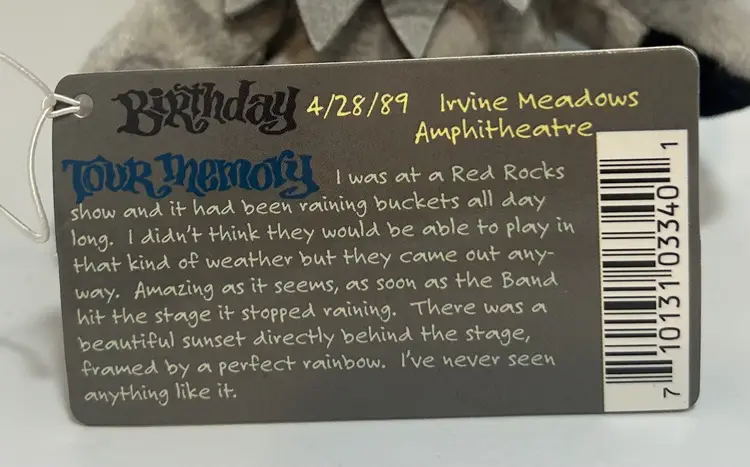 Birthday 4/28/89 Irvine Meadows
Amphitheatre
Tour Memory I was at a Red Rocks
show and it had been raining buckets all day
long. I didn't think they would be able to play in
that kind of weather but they came out any-
way. Amazing as it seems, as soon as the Band
hit the stage it stopped raining. There was a
beautiful sunset directly behind the stage,
framed by a perfect rainbow. I've never seen
anything like it.
7 10131 03340 1